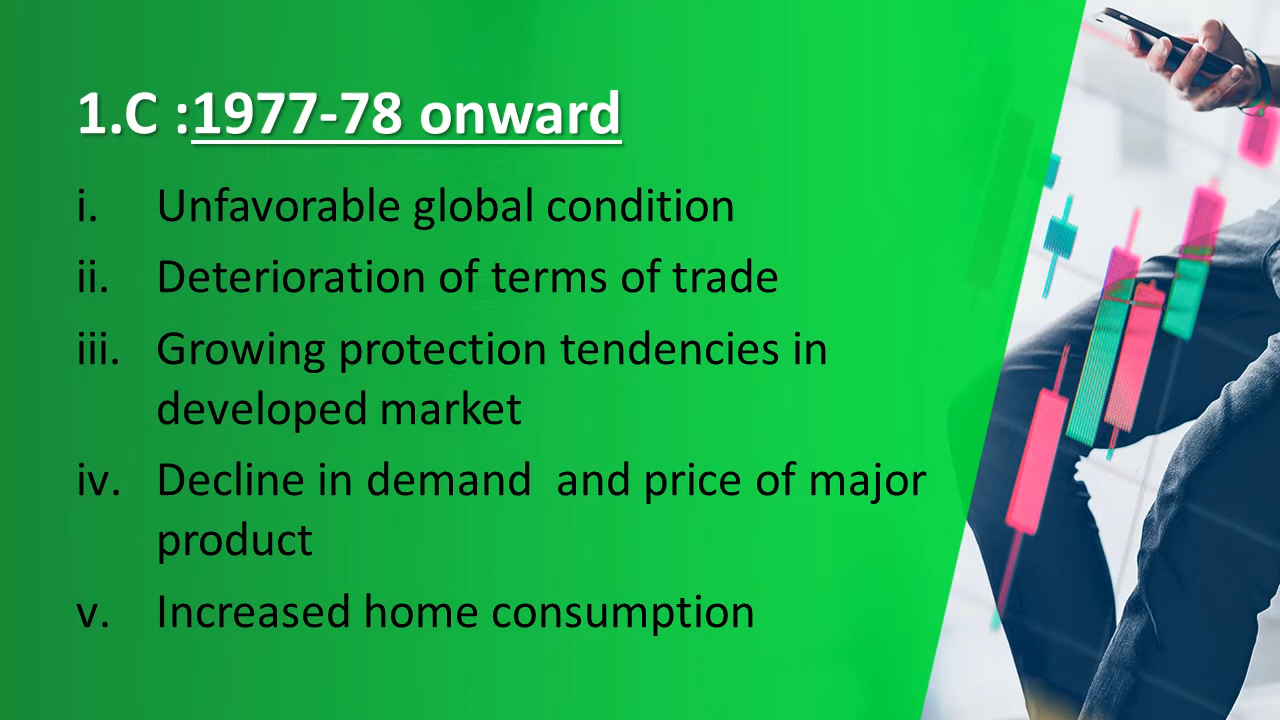 1.C :1977-78 onward
i. Unfavorable global condition
ii. Deterioration of terms of trade
iii. Growing protection tendencies in
developed market
iv. Decline in demand  and price of major
product
v. Increased home consumption